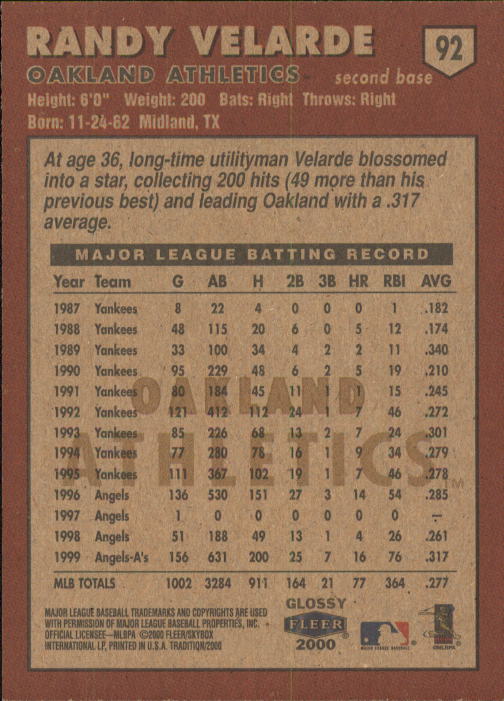 RANDY VELARDE
92
OAKLAND ATHLETICS second base
Height: 6'0" Weight: 200 Bats: Right Throws: Right
Born: 11-24-62 Midland, TX
At age 36, long-time utilityman Velarde blossomed
into a star, collecting 200 hits (49 more than his
previous best) and leading Oakland with a .317
average.
MAJOR LEAGUE BATTING RECORD
Year Team G AB H 2B 3B HR RBI AVG
1987 Yankees 8 22 4 0 0 0 1 .182
1988 Yankees 48 115 20 6 0 5 12 .174
1989 Yankees 33 100 34 4 2 2 11 .340
1990 Yankees 95 229 48 6 2 5 19 .210
1991 Yankees 80 184 45 11 1 1 15 .245
1992 Yankees 121 412 112 24 1 7 46 .272
1993 Yankees 85 226 68 13 2 7 24 .301
1994 Yankees 77 280 78 16 1 9 34 .279
1995 Yankees 111 367 102 19 1 7 46 .278
1996 Angels 136 530 151 27 3 14 54 .285
1997 Angels 1 0 0 0 0 0 0 —
1998 Angels 51 188 49 13 1 4 26 .261
1999 Angels-A's 156 631 200 25 7 16 76 .317
MLB TOTALS 1002 3284 911 164 21 77 364 .277
OAKLAND
ATHLETICS TM
MAJOR LEAGUE BASEBALL TRADEMARKS AND COPYRIGHTS ARE USED
WITH PERMISSION OF MAJOR LEAGUE BASEBALL PROPERTIES, INC.
OFFICIAL LICENSEE—MLBPA ©2000 FLEER/SKYBOX
INTERNATIONAL LP, PRINTED IN U.S.A. TRADITION/2000
GLOSSY
FLEER
2000
MAJOR LEAGUE BASEBALL
©MLBPA